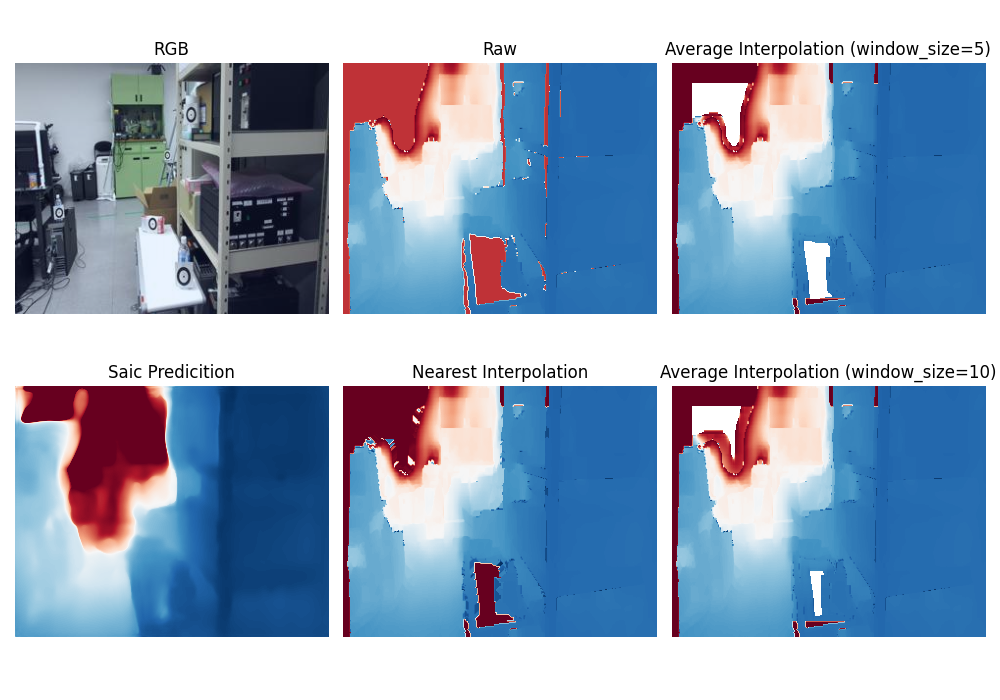 RGB
Raw
Average Interpolation (window_size=5)
Saic Predicition
Nearest Interpolation
Average Interpolation (window_size=10)